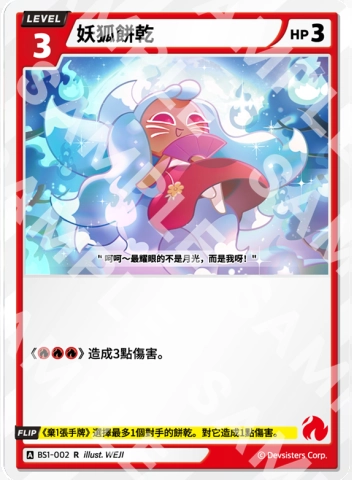 LEVEL
3
妖狐餅乾
HP 3
"呵呵～最耀眼的不是月光，而是我呀！"
《》造成3點傷害。
FLIP 《棄1張手牌》選擇最多1個對手的餅乾。對它造成1點傷害。
A BS1-002 R illust. WEJI
© Devsisters Corp.
SAMPLE